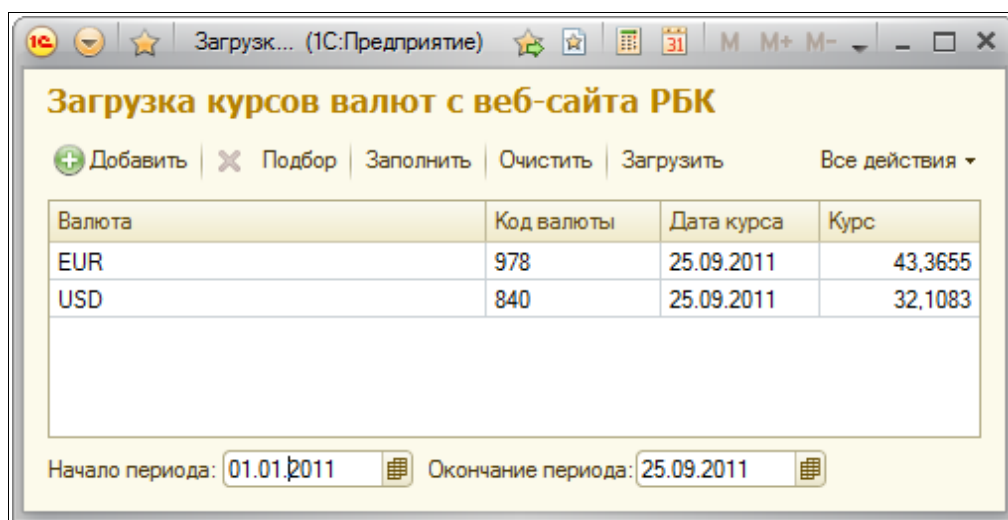 1С Загрузк... (1С:Предприятие) 31 M M+ M-
Загрузка курсов валют с веб-сайта РБК
Добавить Подбор Заполнить Очистить Загрузить Все действия
Валюта Код валюты Дата курса Курс
EUR 978 25.09.2011 43,3655
USD 840 25.09.2011 32,1083
Начало периода: 01.01.2011 Окончание периода: 25.09.2011